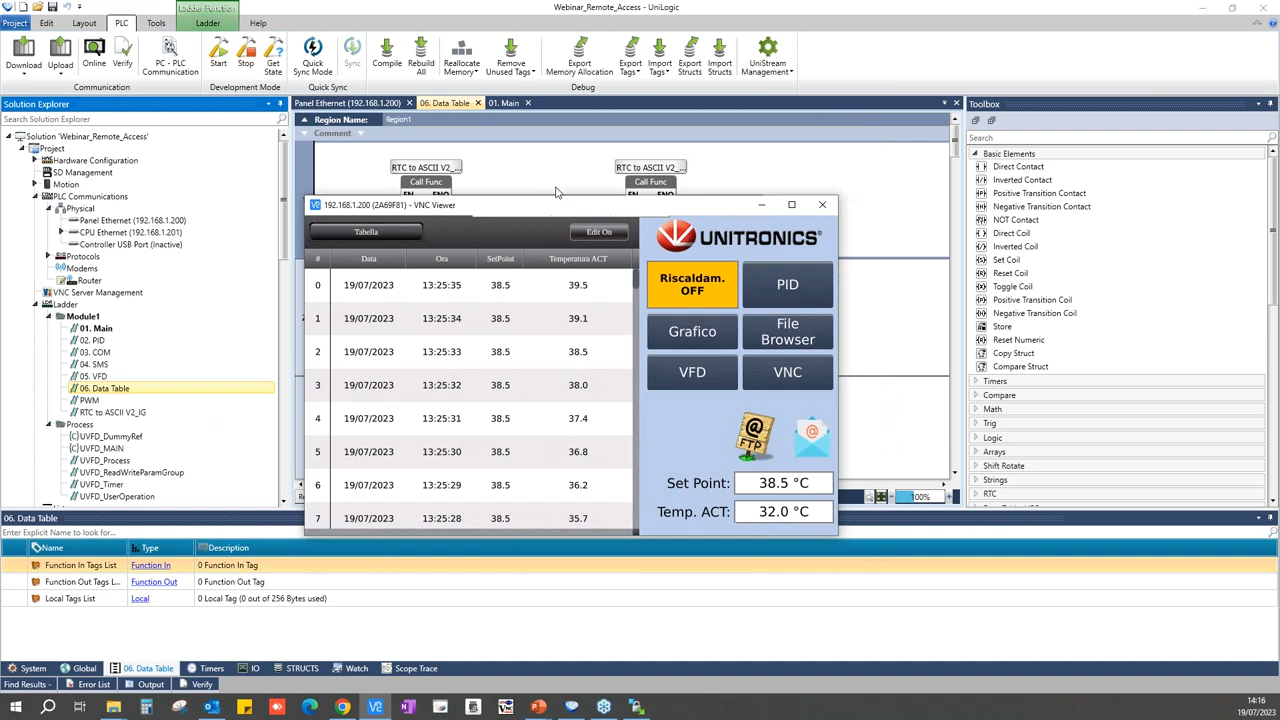 Ladder Function
Webinar_Remote_Access - UniLogic
Project Edit Layout PLC Tools Ladder Help
Download Upload Online Verify PC - PLC Communication Start Stop Get State Quick Sync Mode Sync Compile Rebuild All Reallocate Memory Remove Unused Tags Export Memory Allocation Export Tags Import Tags Export Structs Import Structs UniStream Management
Communication Development Mode Quick Sync Debug
Solution Explorer
Search Solution Explorer
Solution 'Webinar_Remote_Access'
Project
Hardware Configuration
SD Management
Motion
PLC Communications
Physical
Panel Ethernet (192.168.1.200)
CPU Ethernet (192.168.1.201)
Controller USB Port (Inactive)
Protocols
Modems
Router
VNC Server Management
Ladder
Module1
01. Main
02. PID
03. COM
04. SMS
05. VFD
06. Data Table
PWM
RTC to ASCII V2_IG
Process
UVFD_DummyRef
UVFD_MAIN
UVFD_Process
UVFD_ReadWriteParamGroup
UVFD_Timer
UVFD_UserOperation
Panel Ethernet (192.168.1.200) 06. Data Table 01. Main
Region Name: Region1
Comment
RTC to ASCII V2_... RTC to ASCII V2_...
Call Func Call Func
EN ENO EN ENO
192.168.1.200 (2A69F81) - VNC Viewer
Tabella Edit On
# Data Ora SetPoint Temperatura ACT
0 19/07/2023 13:25:35 38.5 39.5
1 19/07/2023 13:25:34 38.5 39.1
2 19/07/2023 13:25:33 38.5 38.5
3 19/07/2023 13:25:32 38.5 38.0
4 19/07/2023 13:25:31 38.5 37.4
5 19/07/2023 13:25:30 38.5 36.8
6 19/07/2023 13:25:29 38.5 36.2
7 19/07/2023 13:25:28 38.5 35.7
UNITRONICS
Riscaldam. OFF PID
Grafico File Browser
VFD VNC
@ FTP @
Set Point: 38.5 °C
Temp. ACT: 32.0 °C
100%
Toolbox
Search
Basic Elements
Direct Contact
Inverted Contact
Positive Transition Contact
Negative Transition Contact
NOT Contact
Direct Coil
Inverted Coil
Set Coil
Reset Coil
Toggle Coil
Positive Transition Coil
Negative Transition Coil
Store
Reset Numeric
Copy Struct
Compare Struct
Timers
Compare
Math
Trig
Logic
Arrays
Shift Rotate
Strings
RTC
06. Data Table
Enter Explicit Name to look for...
Name Type Description
Function In Tags List Function In 0 Function In Tag
Function Out Tags L... Function Out 0 Function Out Tag
Local Tags List Local 0 Local Tag (0 out of 256 Bytes used)
System Global 06. Data Table Timers IO STRUCTS Watch Scope Trace
Find Results - Error List Output Verify
14:16
19/07/2023